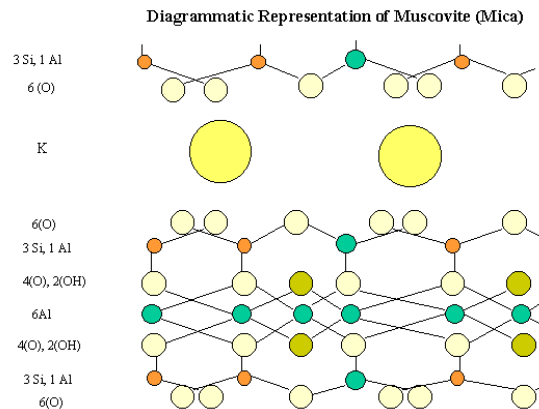 Diagrammatic Representation of Muscovite (Mica)
3 Si, 1 Al
6 (O)
K
6(O)
3 Si, 1 Al
4(O), 2(OH)
6Al
4(O), 2(OH)
3 Si, 1 Al
6(O)